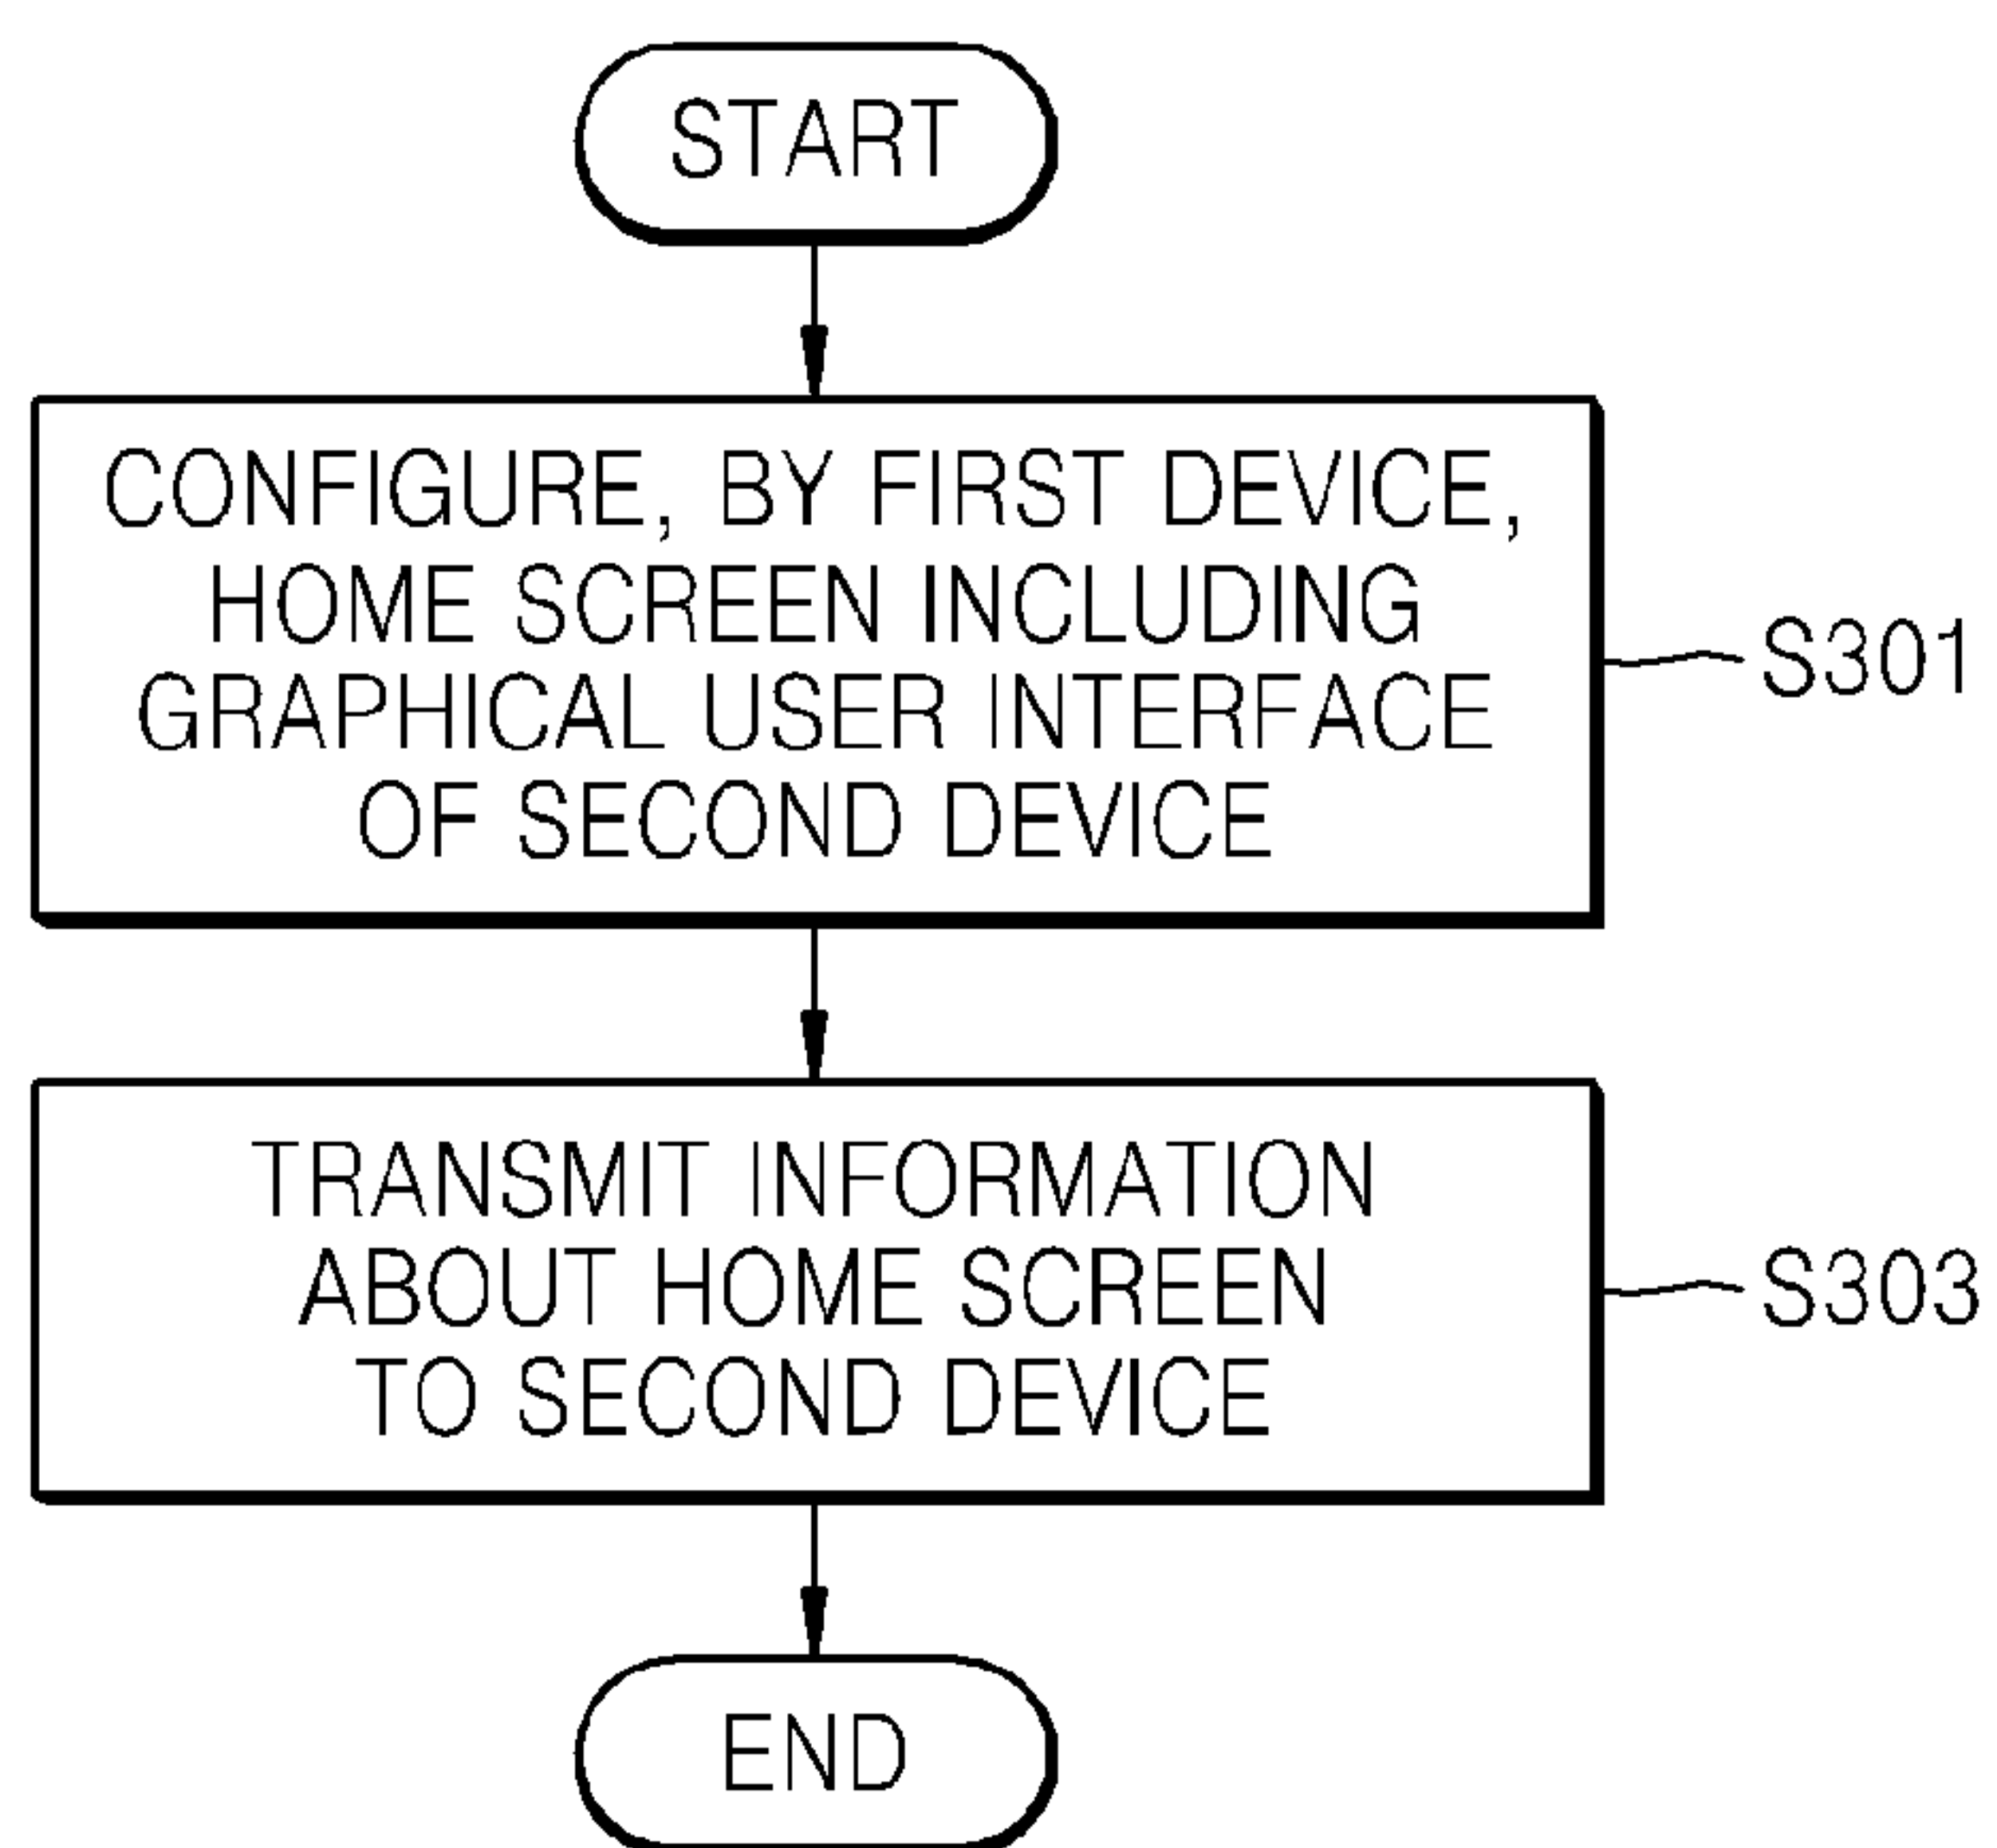 START
CONFIGURE, BY FIRST DEVICE,
HOME SCREEN INCLUDING
GRAPHICAL USER INTERFACE
OF SECOND DEVICE
S301
TRANSMIT INFORMATION
ABOUT HOME SCREEN
TO SECOND DEVICE
S303
END